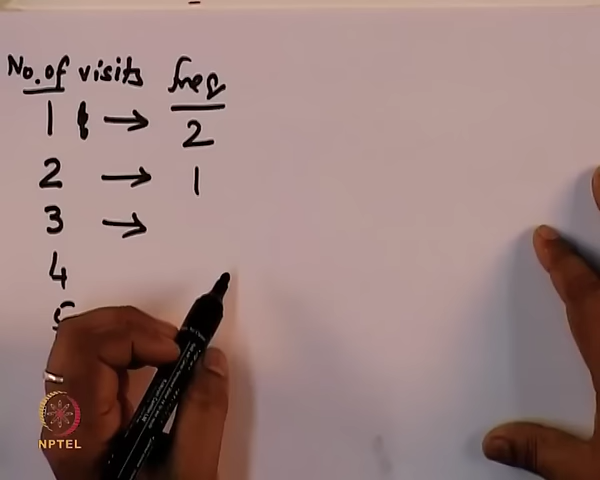 No. of visits freq
1 → 2
2 → 1
3 →
4
NPTEL